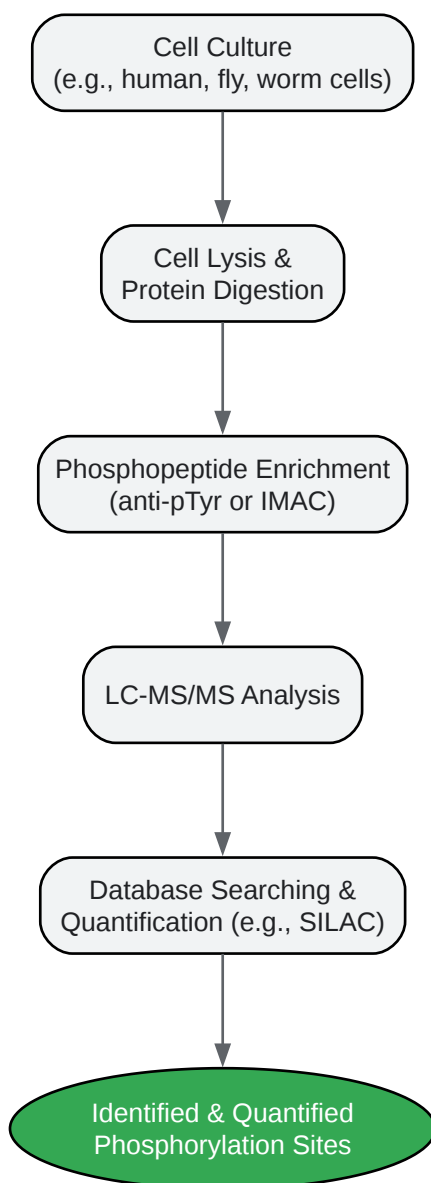 Cell Culture
(e.g., human, fly, worm cells)
Cell Lysis &
Protein Digestion
Phosphopeptide Enrichment
(anti-pTyr or IMAC)
LC-MS/MS Analysis
Database Searching &
Quantification (e.g., SILAC)
Identified & Quantified
Phosphorylation Sites